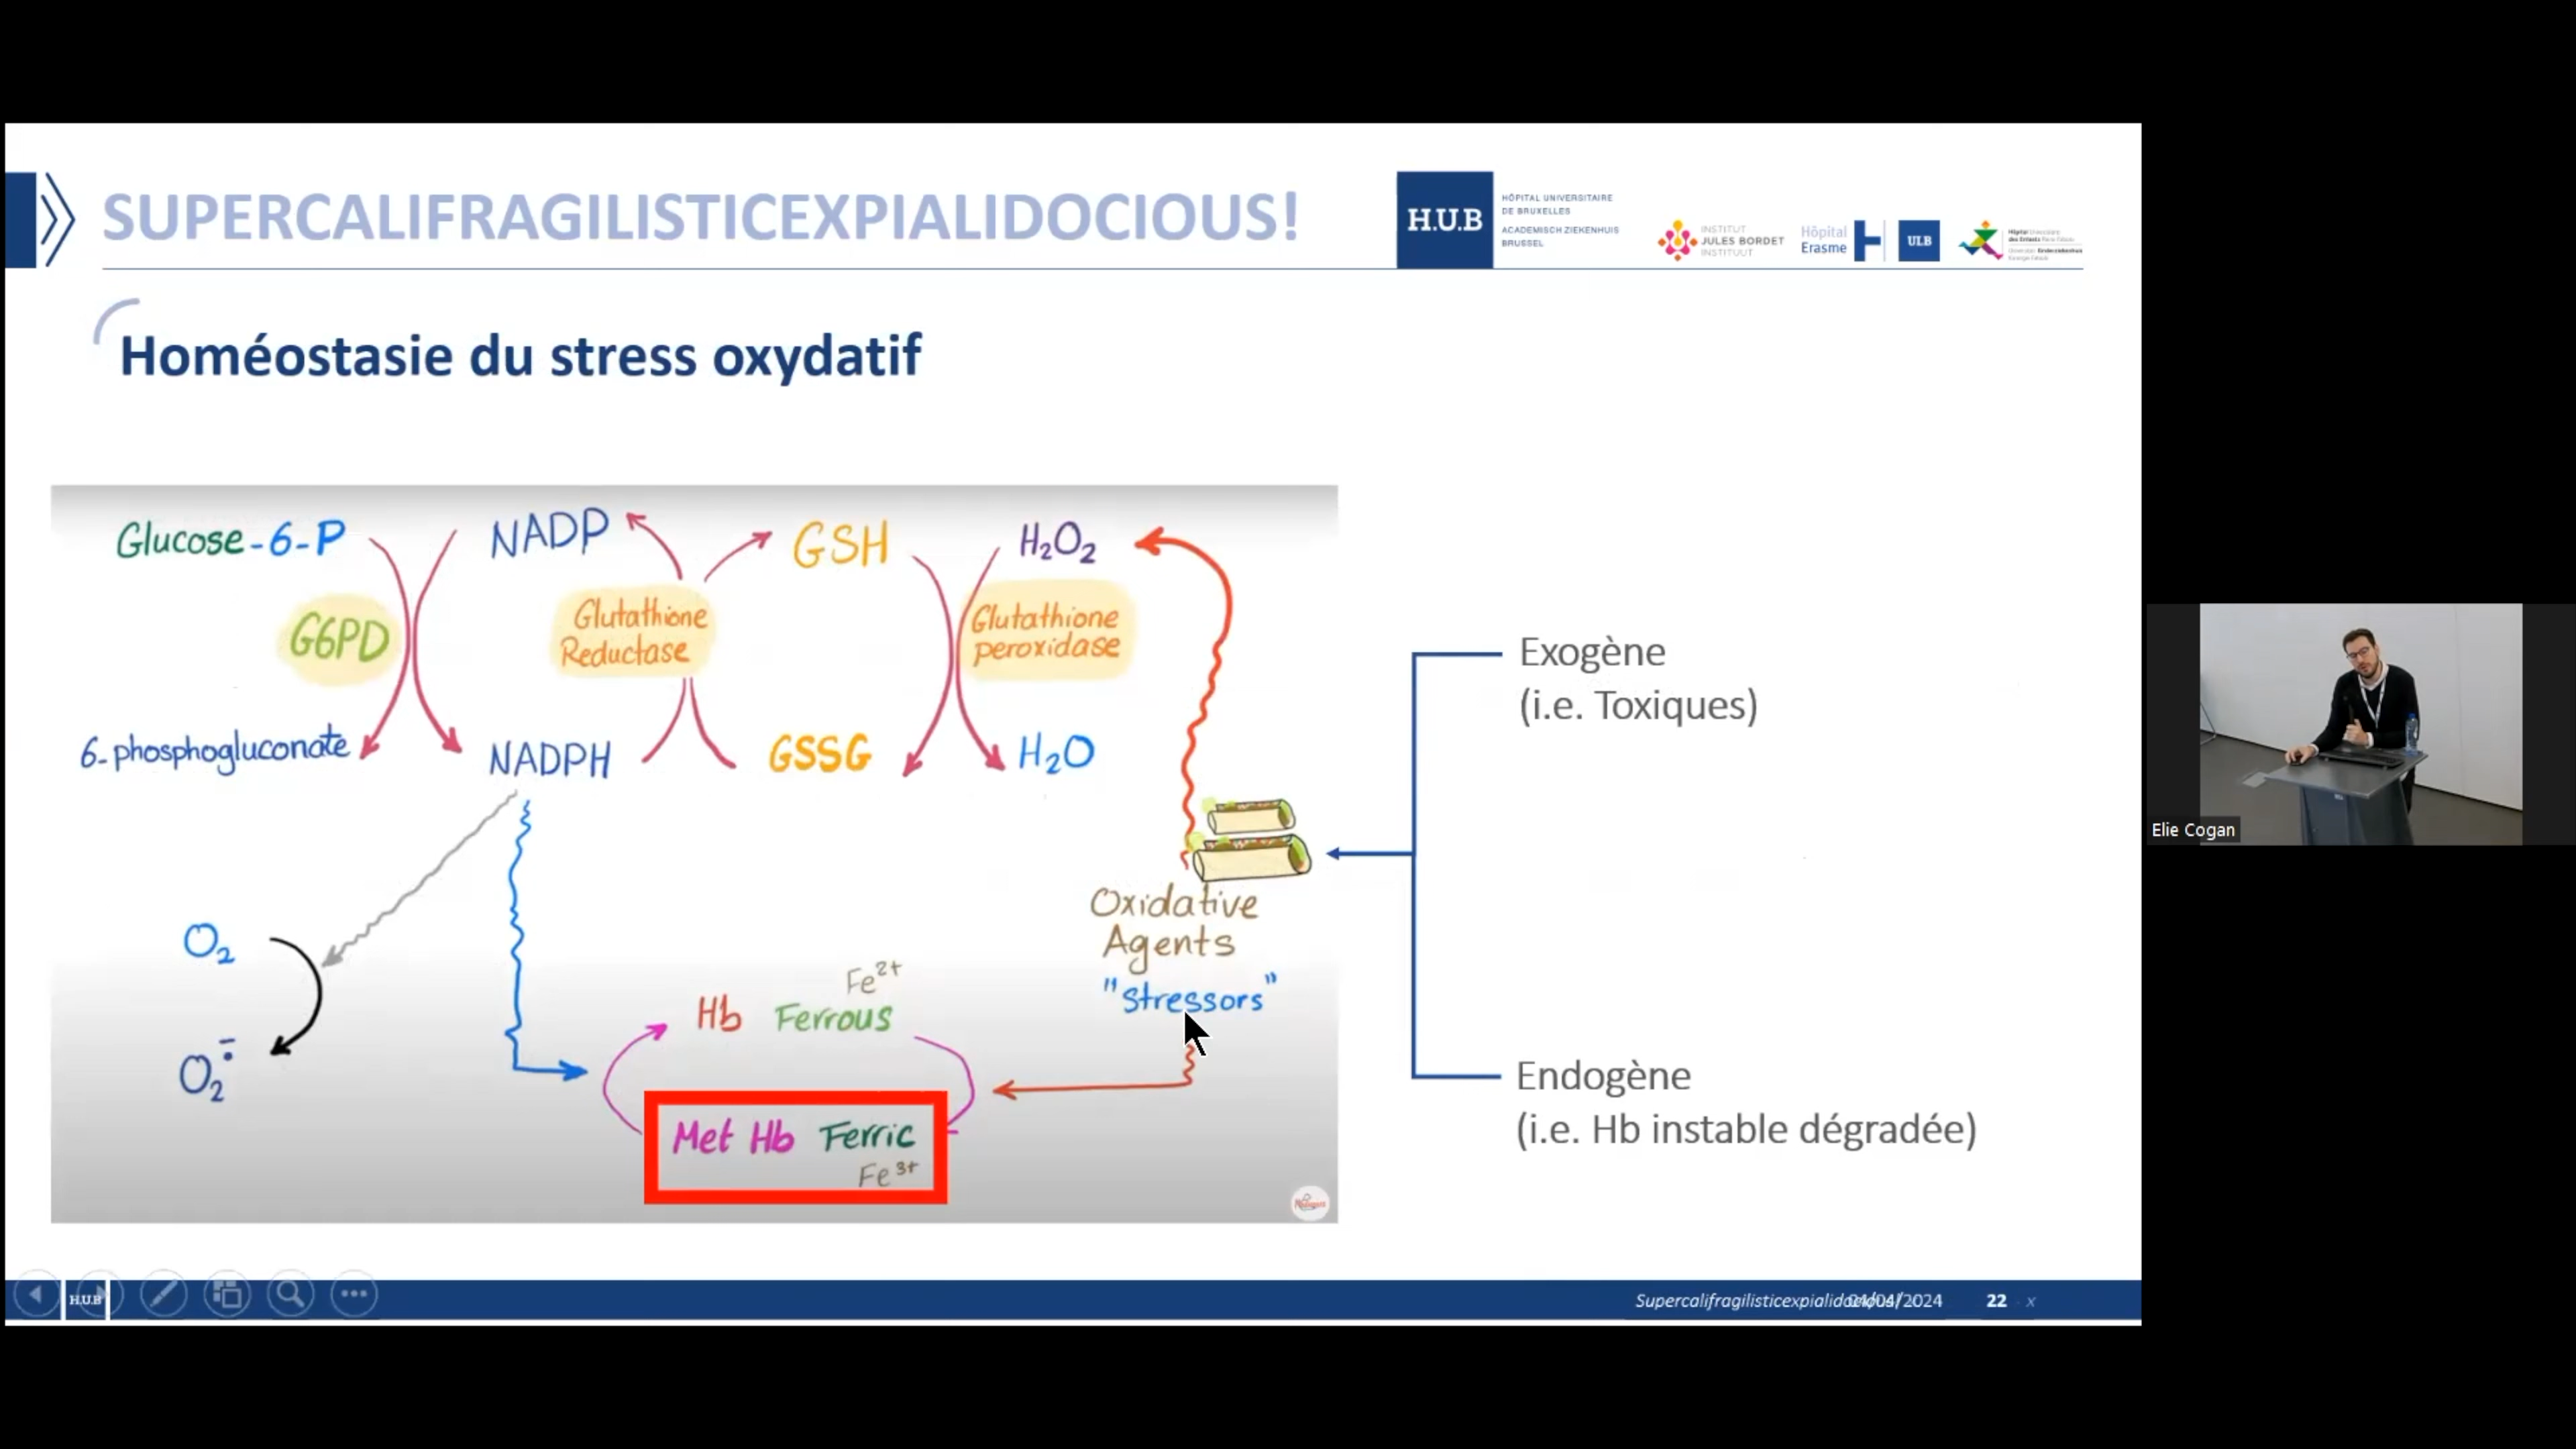 SUPERCALIFRAGILISTICEXPIALIDOCIOUS!
H.U.B
HÔPITAL UNIVERSITAIRE
DE BRUXELLES
ACADEMISCH ZIEKENHUIS
BRUSSEL
INSTITUT
JULES BORDET
INSTITUUT
Hôpital
Erasme
ULB
Homéostasie du stress oxydatif
Glucose-6-P
NADP
GSH
H₂O₂
G6PD
Glutathione
Reductase
Glutathione
peroxidase
6-phosphogluconate
NADPH
GSSG
H₂O
Exogène
(i.e. Toxiques)
Oxidative
Agents
"Stressors"
O₂
O₂•̄
Fe²⁺
Hb Ferrous
Met Hb Ferric
Fe³⁺
Endogène
(i.e. Hb instable dégradée)
Elie Cogan
H.U.B
Supercalifragilisticexpialidocious!
04/04/2024
22
x